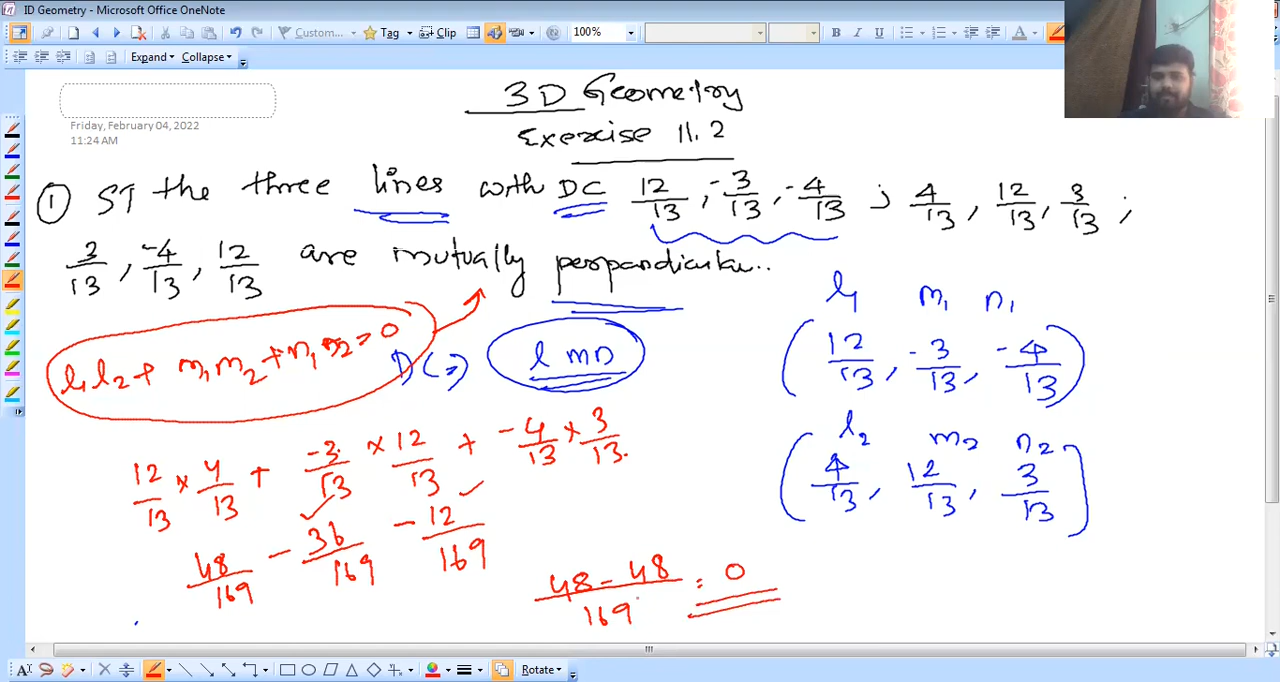 ID Geometry - Microsoft Office OneNote
Custom... Tag Clip 100% B I U A
Expand Collapse
3D Geometry
Friday, February 04, 2022
11:24 AM
Exercise 11.2
① ST the three lines with DC 12/13, -3/13, -4/13 ; 4/13, 12/13, 3/13 ;
3/13, -4/13, 12/13 are mutually perpandicular..
l₁ m₁ n₁
l₁l₂ + m₁m₂ + n₁n₂ = 0
DC ⇒ l m n
(12/13, -3/13, -4/13)
l₂ m₂ n₂
(4/13, 12/13, 3/13)
12/13 × 4/13 + -3/13 × 12/13 + -4/13 × 3/13
48/169 - 36/169 - 12/169
48 - 48/169 = 0
Rotate